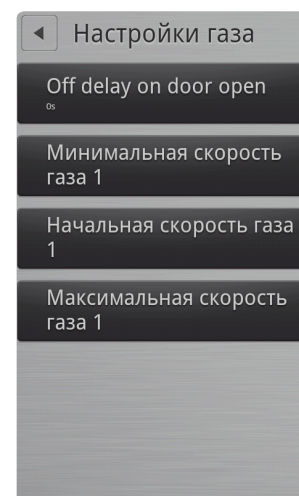 Настройки газа
Off delay on door open
0s
Минимальная скорость
газа 1
Начальная скорость газа
1
Максимальная скорость
газа 1